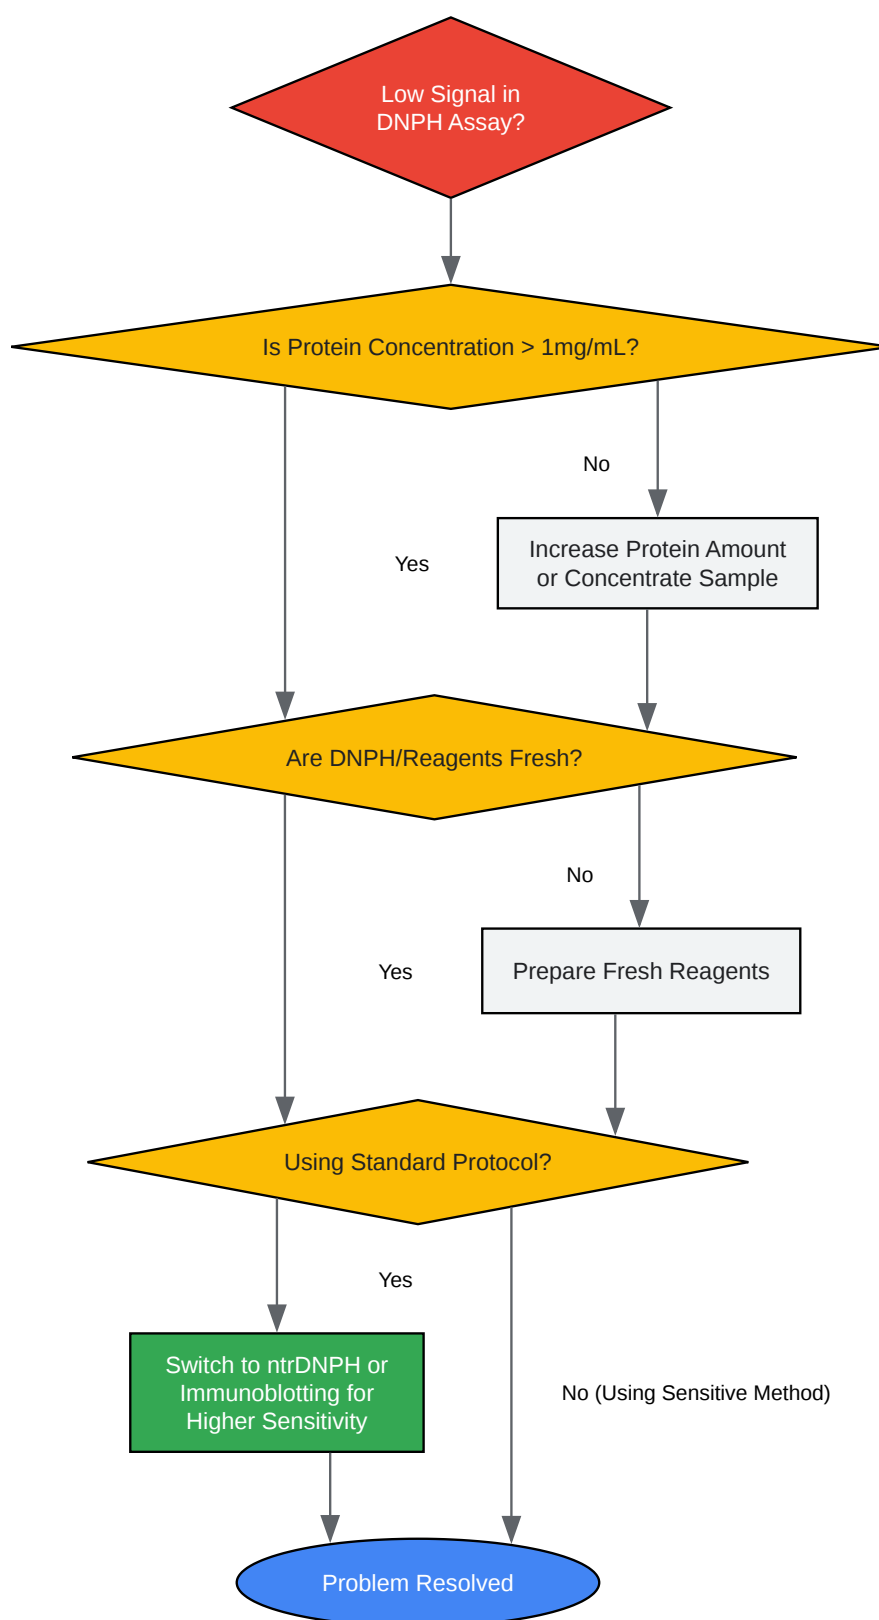 Low Signal in
DNPH Assay?
Is Protein Concentration > 1mg/mL?
No
Increase Protein Amount
or Concentrate Sample
Yes
Are DNPH/Reagents Fresh?
No
Prepare Fresh Reagents
Yes
Using Standard Protocol?
Yes
Switch to ntrDNPH or
Immunoblotting for
Higher Sensitivity
No (Using Sensitive Method)
Problem Resolved